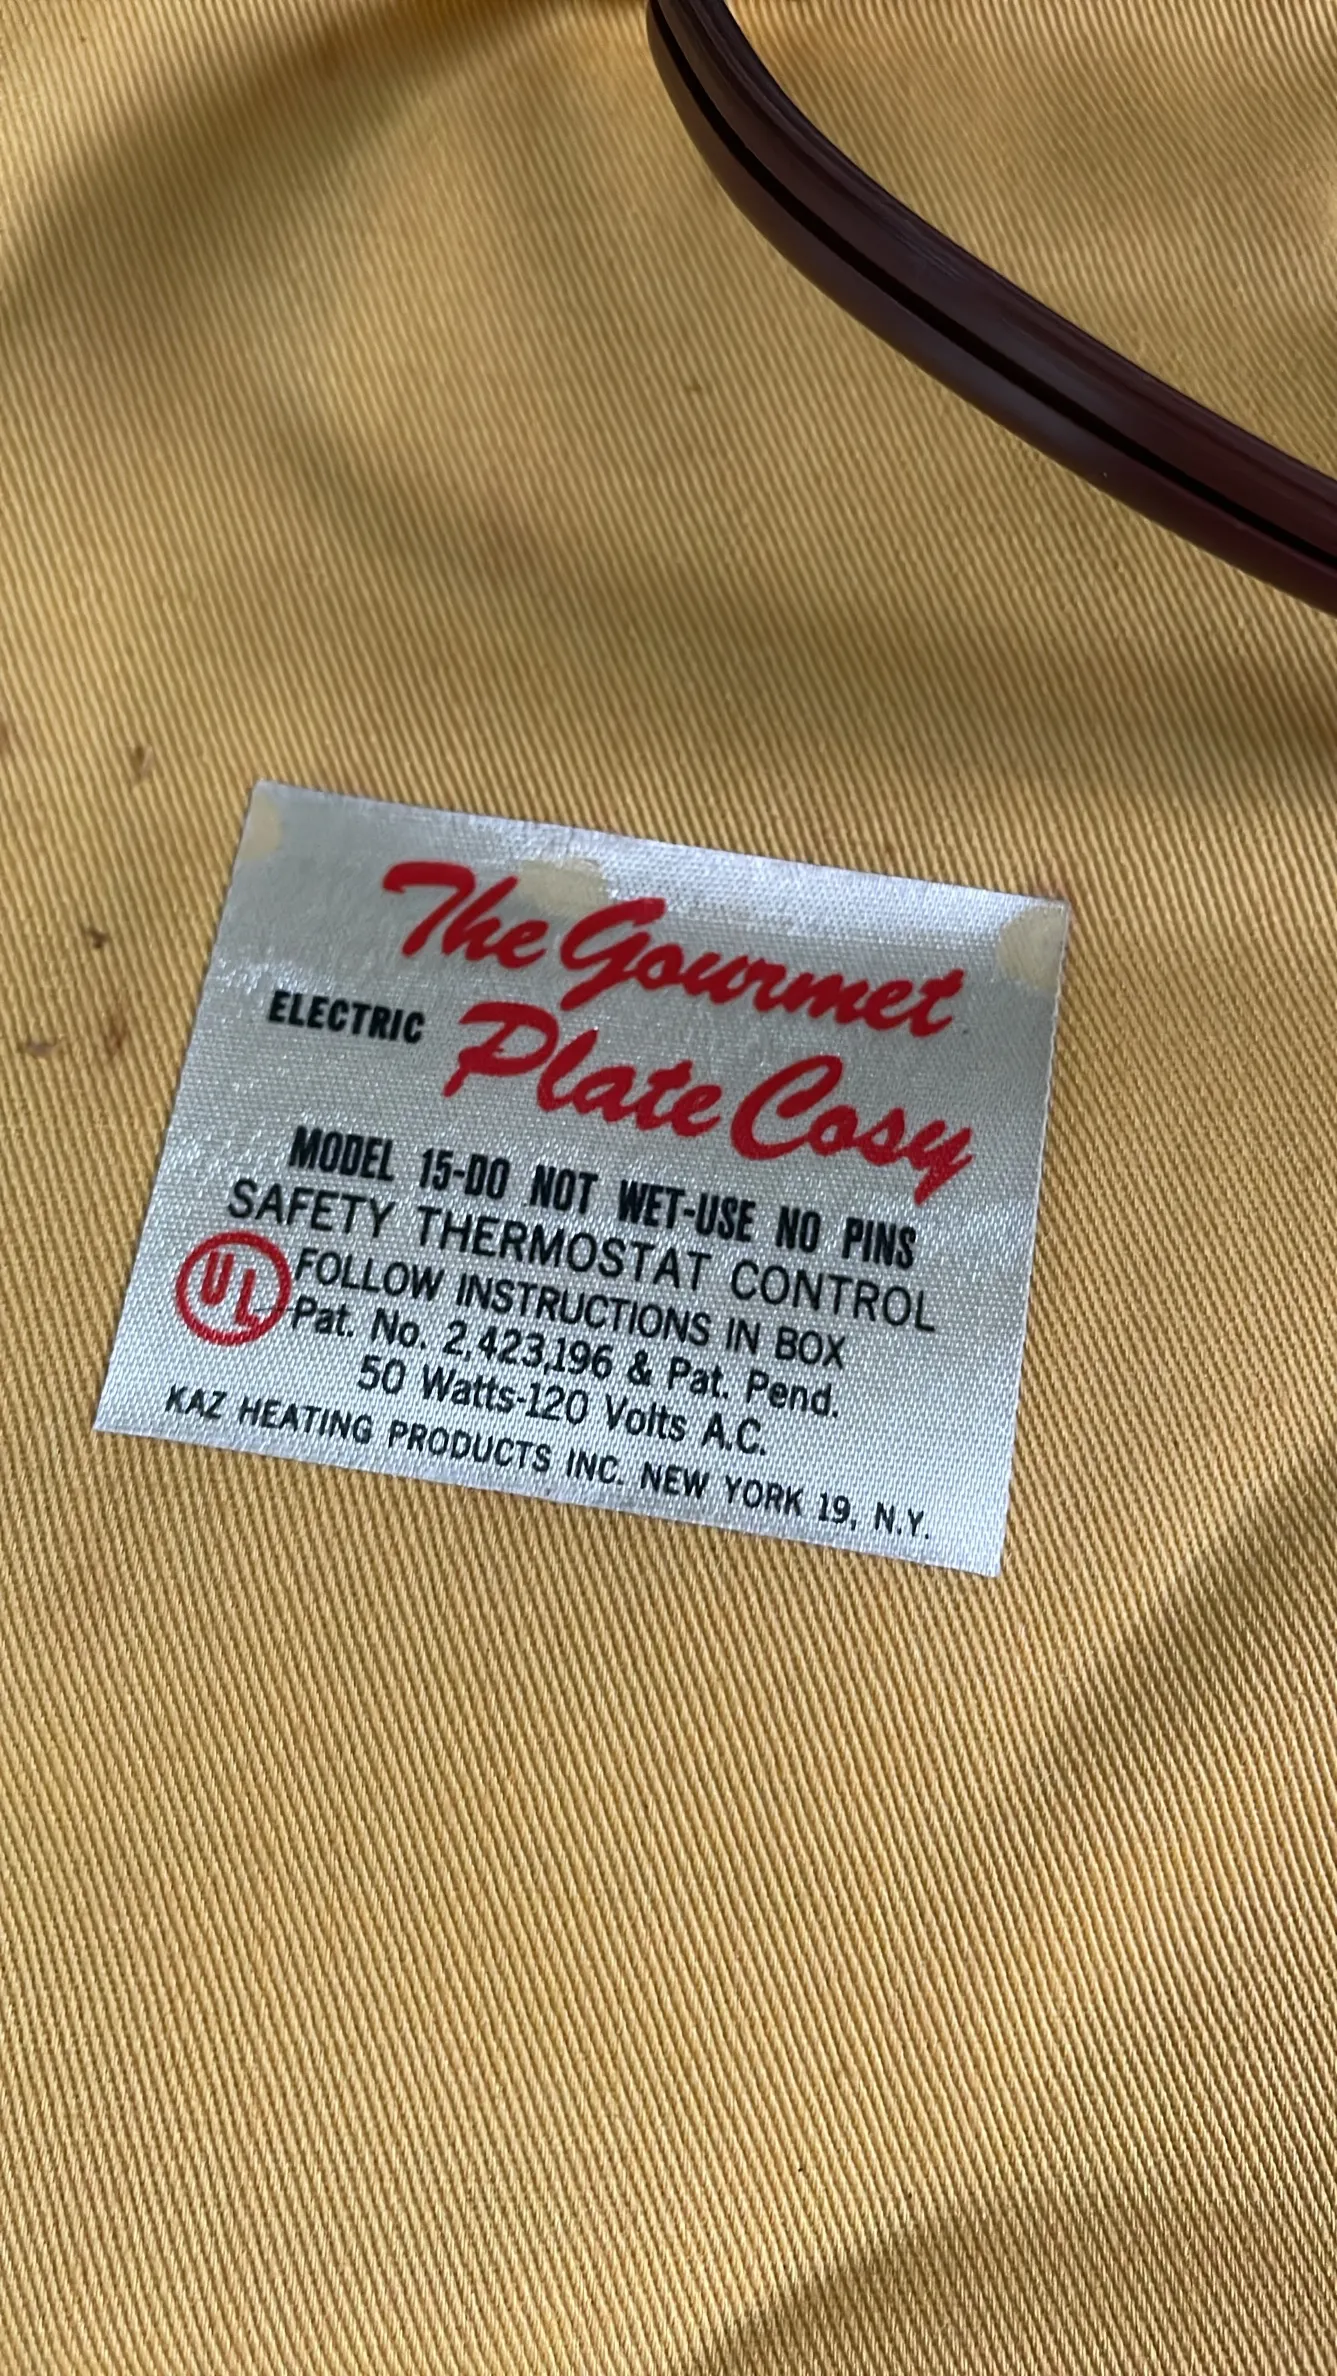 The Gourmet
ELECTRIC Plate Cosy
MODEL 15-DO NOT WET-USE NO PINS
SAFETY THERMOSTAT CONTROL
UL FOLLOW INSTRUCTIONS IN BOX
Pat. No. 2,423,196 & Pat. Pend.
50 Watts-120 Volts A.C.
KAZ HEATING PRODUCTS INC. NEW YORK 19, N.Y.